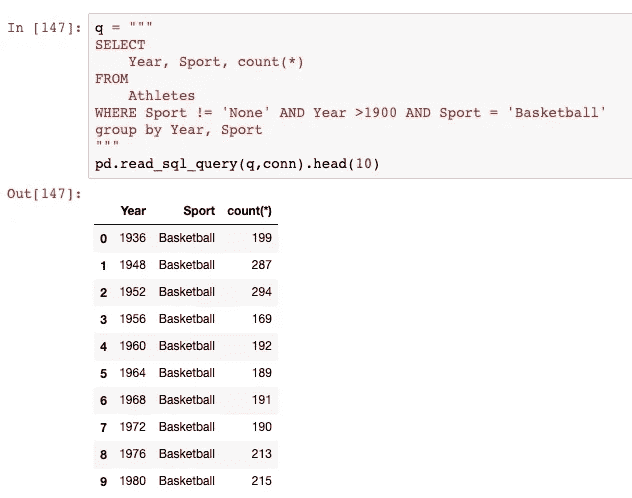 In [147]: q = """
SELECT
Year, Sport, count(*)
FROM
Athletes
WHERE Sport != 'None' AND Year >1900 AND Sport = 'Basketball'
group by Year, Sport
"""
pd.read_sql_query(q,conn).head(10)
Out[147]:
Year Sport count(*)
0 1936 Basketball 199
1 1948 Basketball 287
2 1952 Basketball 294
3 1956 Basketball 169
4 1960 Basketball 192
5 1964 Basketball 189
6 1968 Basketball 191
7 1972 Basketball 190
8 1976 Basketball 213
9 1980 Basketball 215